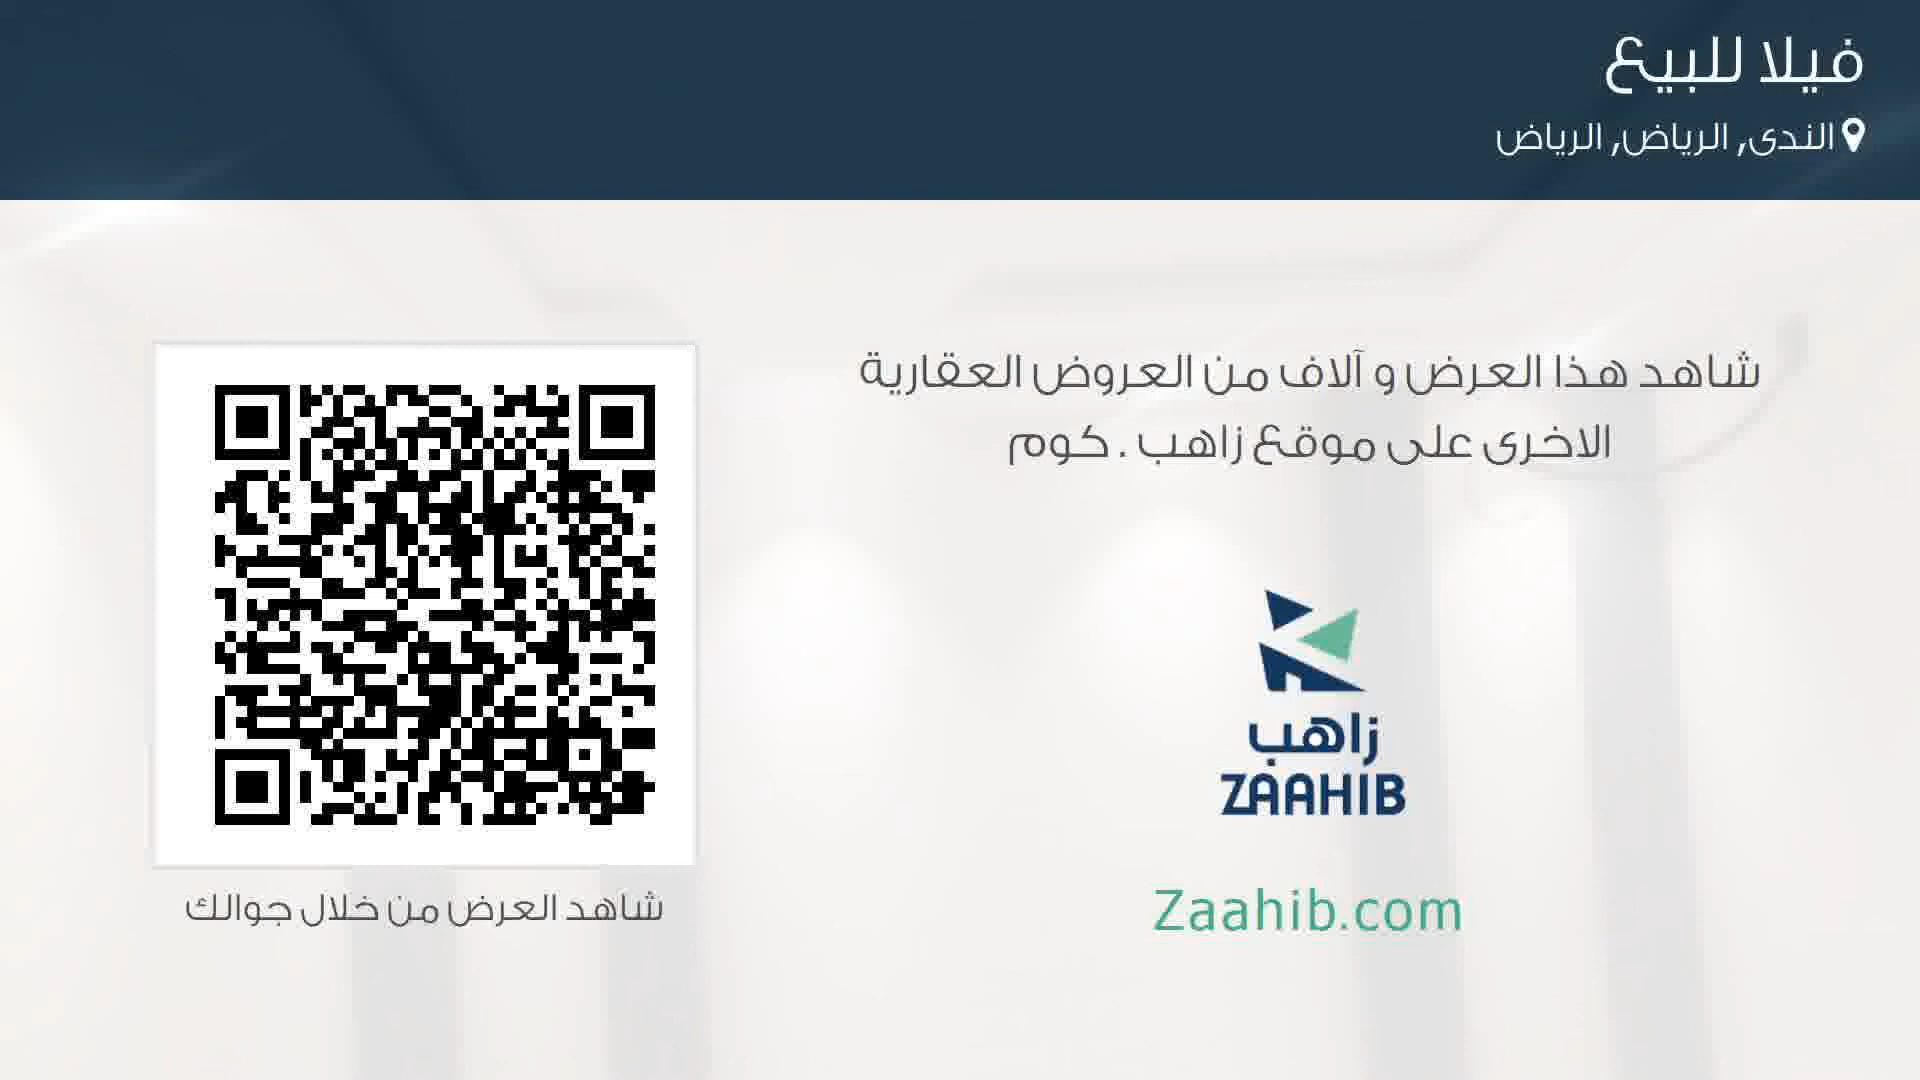 فيلا للبيع
الندى, الرياض, الرياض
شاهد هذا العرض و آلاف من العروض العقارية
الاخرى على موقع زاهب . كوم
زاهب
ZAAHIB
Zaahib.com
شاهد العرض من خلال جوالك